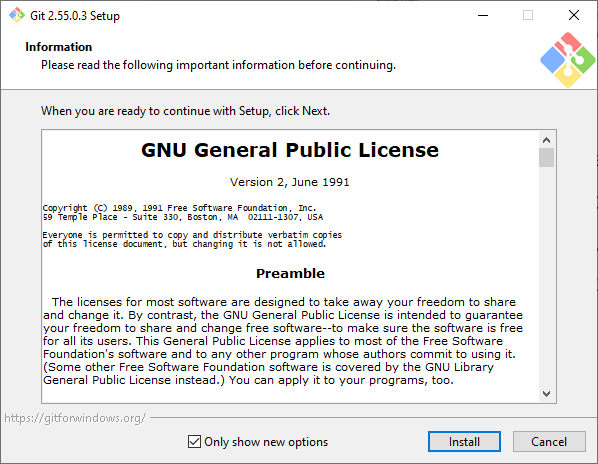 Git 2.55.0.3 Setup
Information
Please read the following important information before continuing.
When you are ready to continue with Setup, click Next.
GNU General Public License
Version 2, June 1991
Copyright (C) 1989, 1991 Free Software Foundation, Inc.
59 Temple Place - Suite 330, Boston, MA  02111-1307, USA
Everyone is permitted to copy and distribute verbatim copies
of this license document, but changing it is not allowed.
Preamble
The licenses for most software are designed to take away your freedom to share
and change it. By contrast, the GNU General Public License is intended to guarantee
your freedom to share and change free software--to make sure the software is free
for all its users. This General Public License applies to most of the Free Software
Foundation's software and to any other program whose authors commit to using it.
(Some other Free Software Foundation software is covered by the GNU Library
General Public License instead.) You can apply it to your programs, too.
https://gitforwindows.org/
Only show new options
Install
Cancel